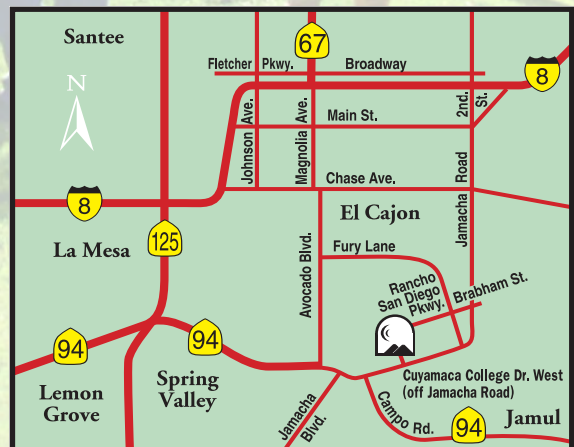 Santee
N
67
Fletcher Pkwy. Broadway
8
Johnson Ave.
Magnolia Ave.
2nd. St.
Main St.
Chase Ave.
Jamacha Road
8
125
La Mesa
El Cajon
Avocado Blvd.
Fury Lane
Rancho
San Diego
Pkwy.
Brabham St.
94
94
Lemon
Grove
Spring
Valley
Cuyamaca College Dr. West
(off Jamacha Road)
Jamacha
Blvd.
Campo Rd.
94
Jamul